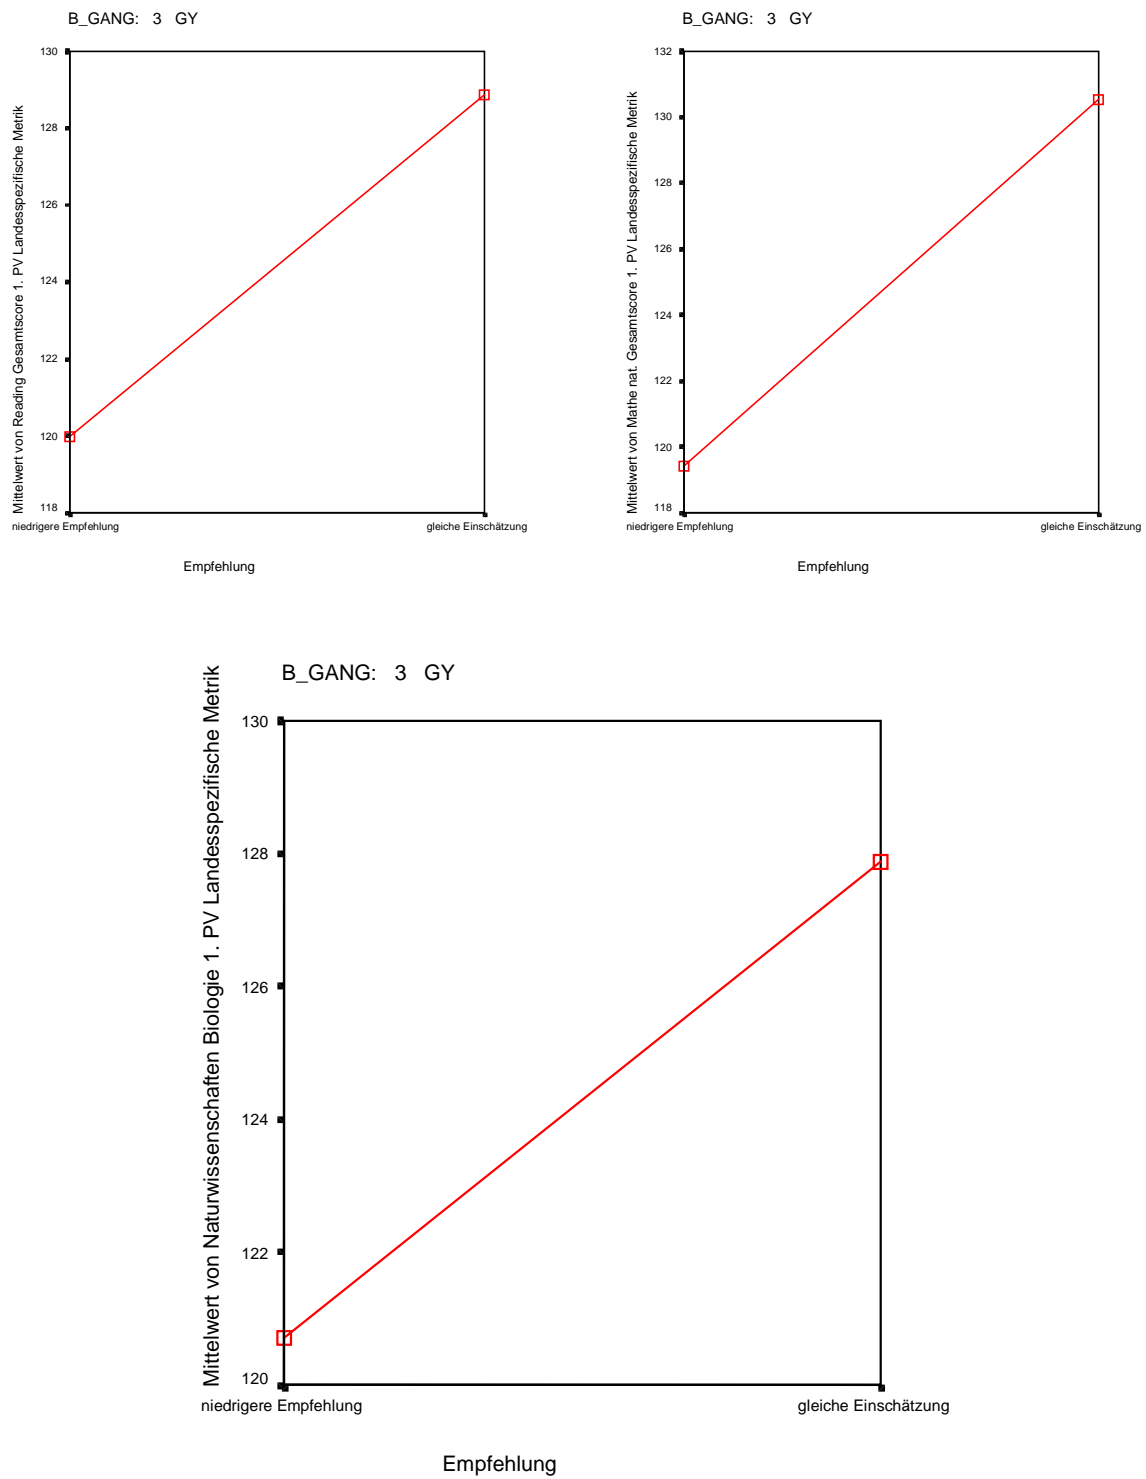 B_GANG: 3 GY
Mittelwert von Reading Gesamtscore 1. PV Landesspezifische Metrik
130
128
126
124
122
120
118
niedrigere Empfehlung
gleiche Einschätzung
Empfehlung
B_GANG: 3 GY
Mittelwert von Mathe nat. Gesamtscore 1. PV Landesspezifische Metrik
132
130
128
126
124
122
120
118
niedrigere Empfehlung
gleiche Einschätzung
Empfehlung
B_GANG: 3 GY
Mittelwert von Naturwissenschaften Biologie 1. PV Landesspezifische Metrik
130
128
126
124
122
120
niedrigere Empfehlung
gleiche Einschätzung
Empfehlung